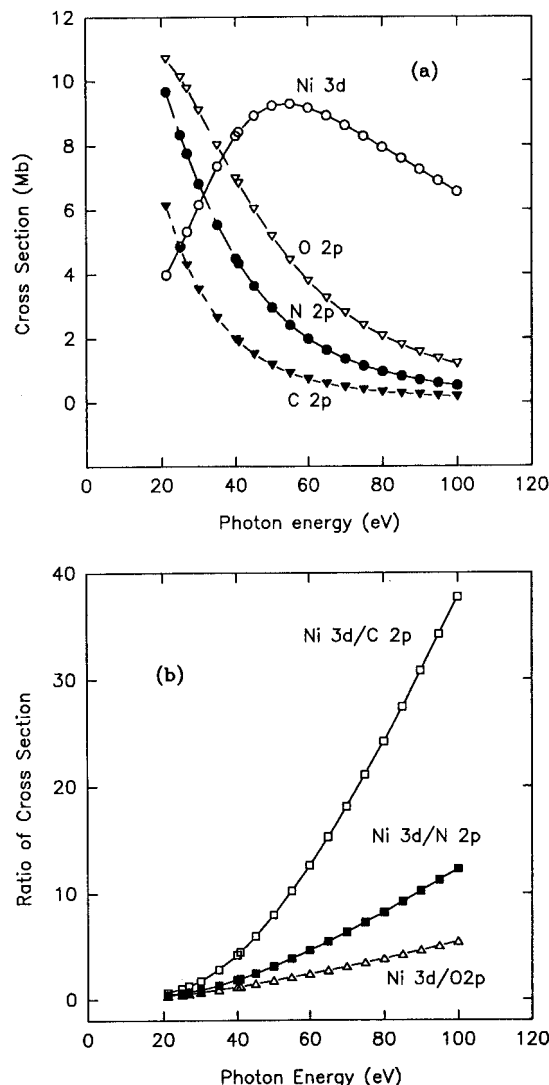 12
10
8
6
4
2
0
Cross Section (Mb)
(a)
Ni 3d
O 2p
N 2p
C 2p
0 20 40 60 80 100 120
Photon energy (eV)
40
30
20
10
0
Ratio of Cross Section
Ni 3d/C 2p
(b)
Ni 3d/N 2p
Ni 3d/O2p
0 20 40 60 80 100 120
Photon Energy (eV)